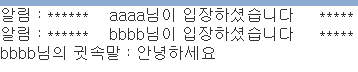 알림 : ******  aaaa님이 입장하셨습니다  *****
알림 : ******  bbbb님이 입장하셨습니다  *****
bbbb님의 귓속말 : 안녕하세요